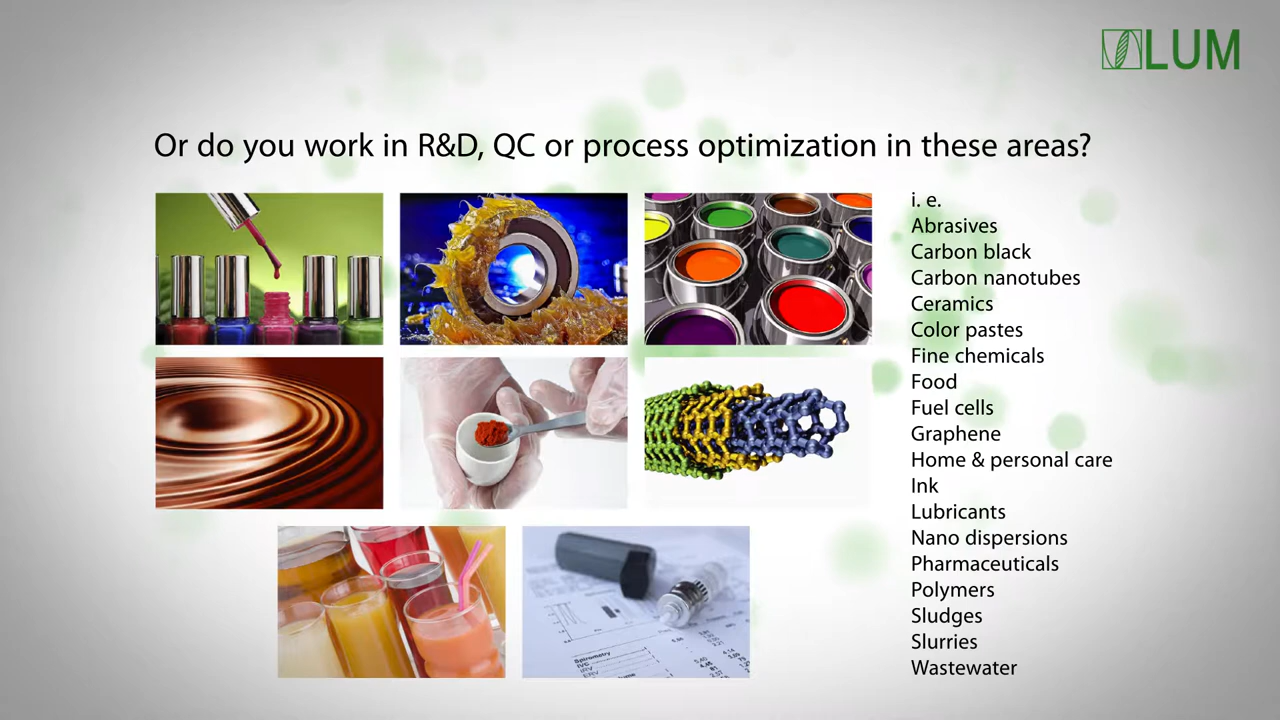 LUM
Or do you work in R&D, QC or process optimization in these areas?
i. e.
Abrasives
Carbon black
Carbon nanotubes
Ceramics
Color pastes
Fine chemicals
Food
Fuel cells
Graphene
Home & personal care
Ink
Lubricants
Nano dispersions
Pharmaceuticals
Polymers
Sludges
Slurries
Wastewater
Spirometry